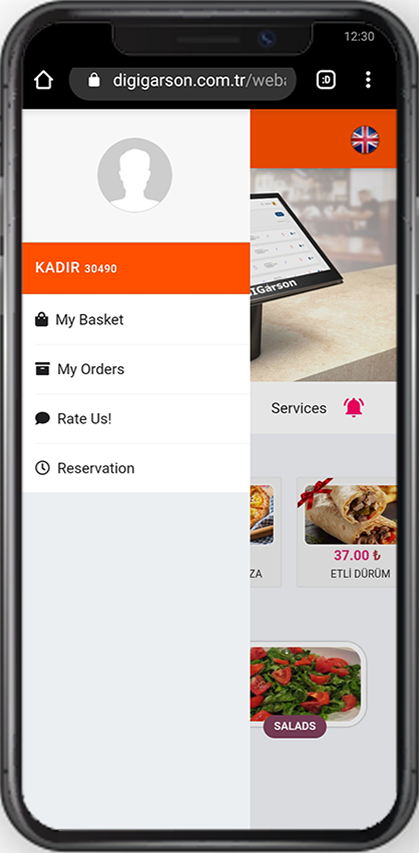 12:30
:D
digigarson.com.tr/weba
KADIR 30490
My Basket
My Orders
Rate Us!
Reservation
IGarson
Services
ZA
37.00 ₺
ETLİ DÜRÜM
SALADS